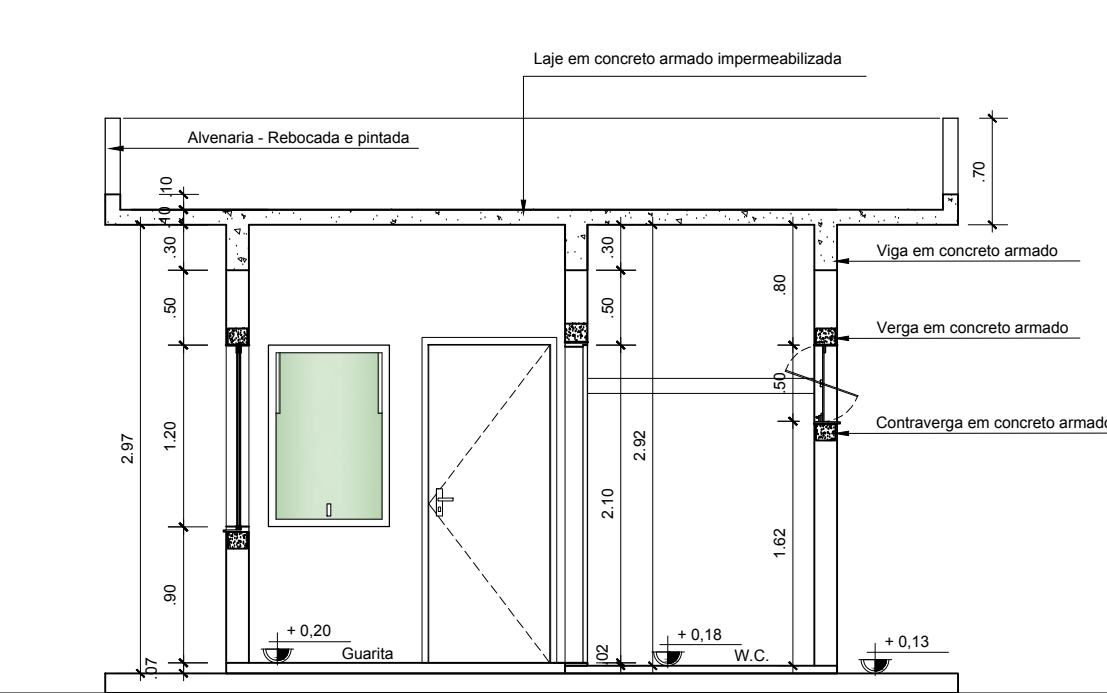 Laje em concreto armado impermeabilizada
Alvenaria - Rebocada e pintada
.70
.10
.10
.30
.30
Viga em concreto armado
.80
.50
.50
Verga em concreto armado
.50
Contraverga em concreto armado
2.97
1.20
2.92
2.10
1.62
.90
+ 0,20
Guarita
.02
+ 0,18
W.C.
+ 0,13
.07